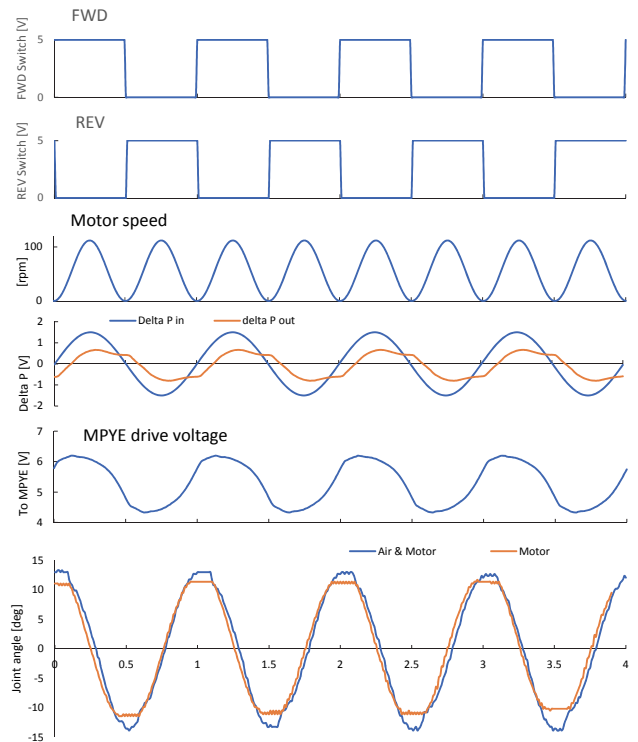 FWD
FWD Switch [V]
5
0
REV
REV Switch [V]
5
0
Motor speed
[rpm]
100
0
Delta P in
delta P out
Delta P [V]
2
1
0
-1
-2
MPYE drive voltage
To MPYE [V]
7
6
5
4
Air & Motor
Motor
Joint angle [deg]
15
10
5
0
-5
-10
-15
0 0.5 1 1.5 2 2.5 3 3.5 4